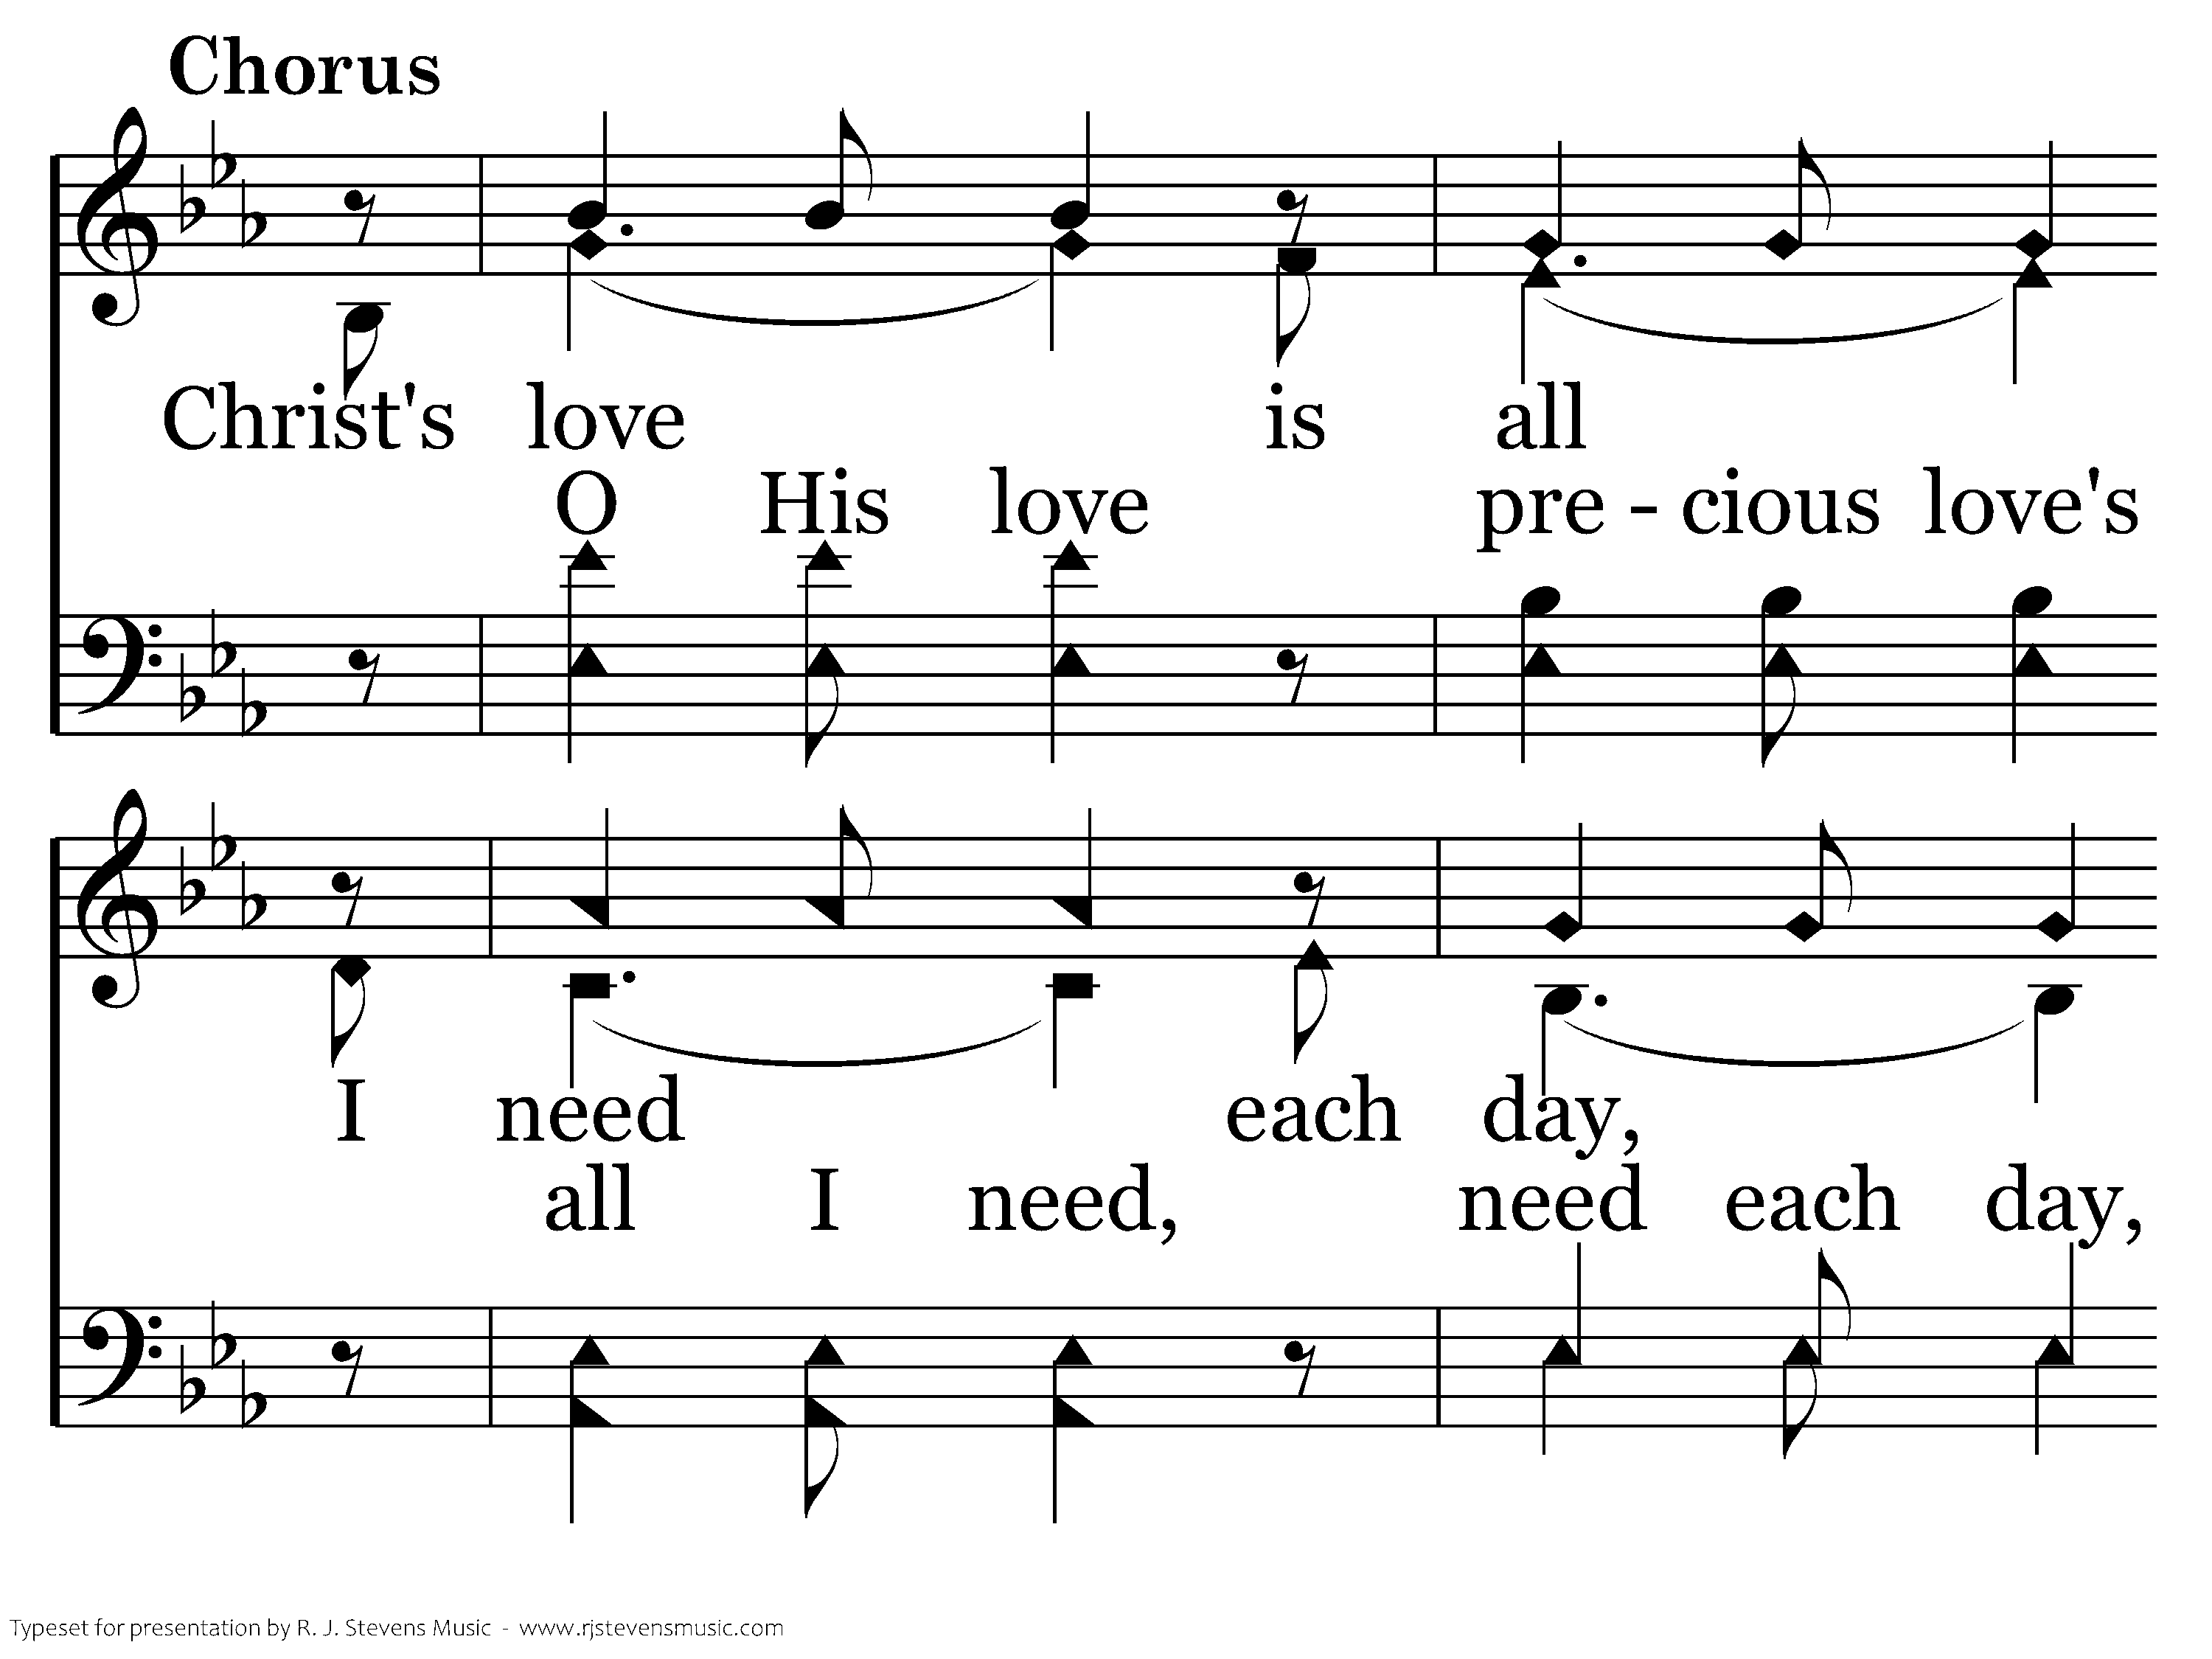 Chorus
Christ's love is all
O His love pre - cious love's
I need each day,
all I need, need each day,
Typeset for presentation by R. J. Stevens Music - www.rjstevensmusic.com